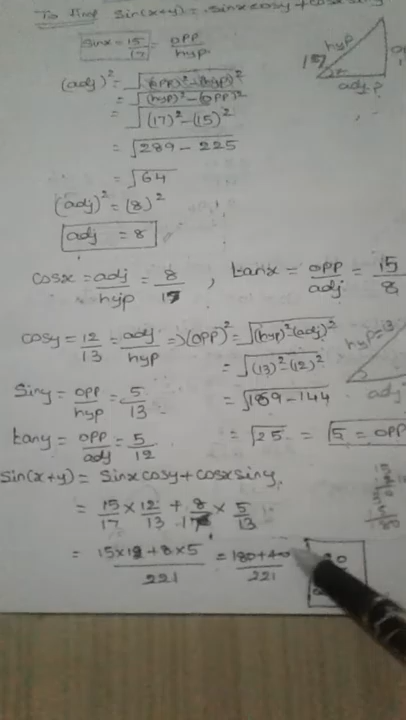 To find sin(x+y) = sinx cosy + cosx siny
sinx = 15/17 = opp/hyp
hyp
15
x
adj
(adj)² = √(opp)² - (hyp)²
= √(hyp)² - (opp)²
= √(17)² - (15)²
= √289 - 225
= √64
(adj)² = (8)²
adj = 8
cosx = adj/hyp = 8/17 , tanx = opp/adj = 15/8
cosy = 12/13 = adj/hyp => (opp)² = √(hyp)² - (adj)²
hyp=13
adj
= √(13)² - (12)²
siny = opp/hyp = 5/13
= √169 - 144
tany = opp/adj = 5/12
= √25 = √5 = opp
sin(x+y) = sinx cosy + cosx siny
= 15/17 × 12/13 + 8/17 × 5/13
= 15×12+8×5/221 = 180+40/221